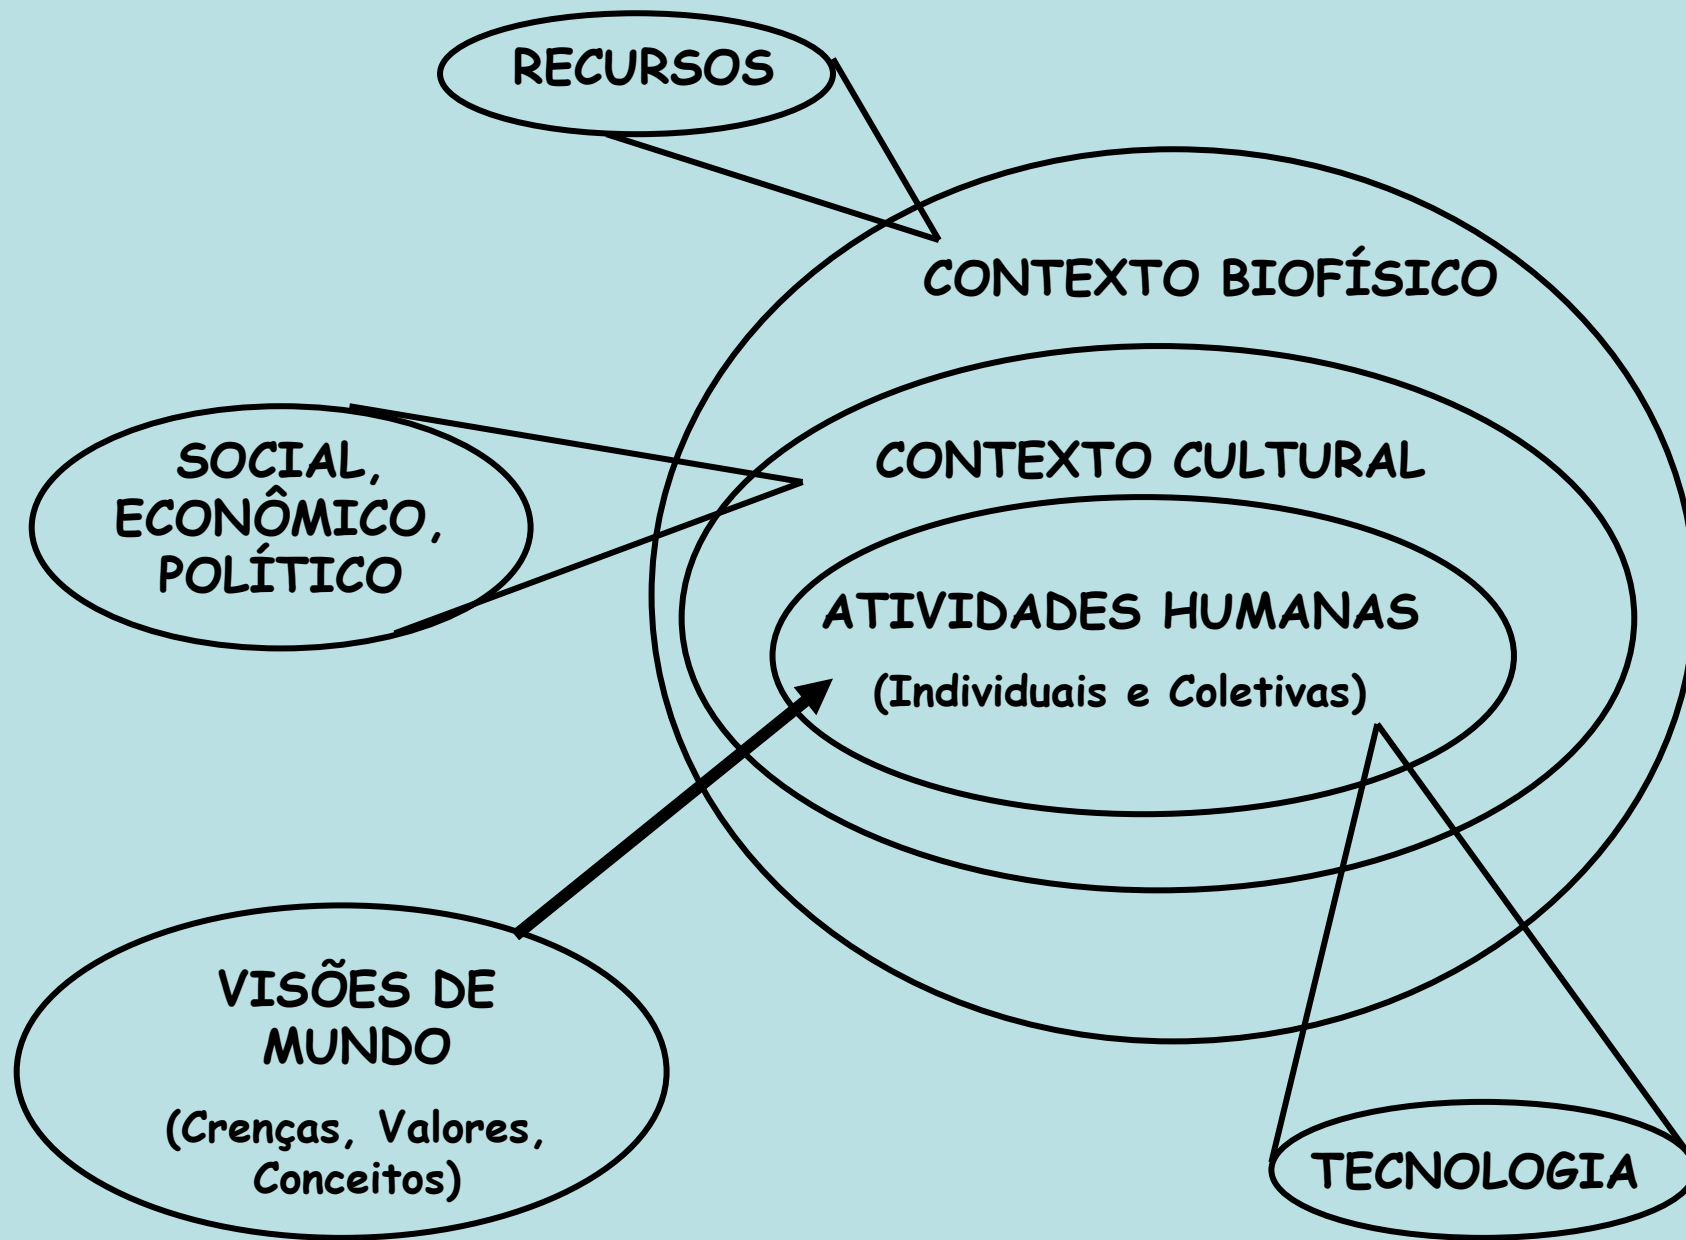 RECURSOS
CONTEXTO BIOFÍSICO
SOCIAL,
ECONÔMICO,
POLÍTICO
CONTEXTO CULTURAL
ATIVIDADES HUMANAS
(Individuais e Coletivas)
VISÕES DE
MUNDO
(Crenças, Valores,
Conceitos)
TECNOLOGIA